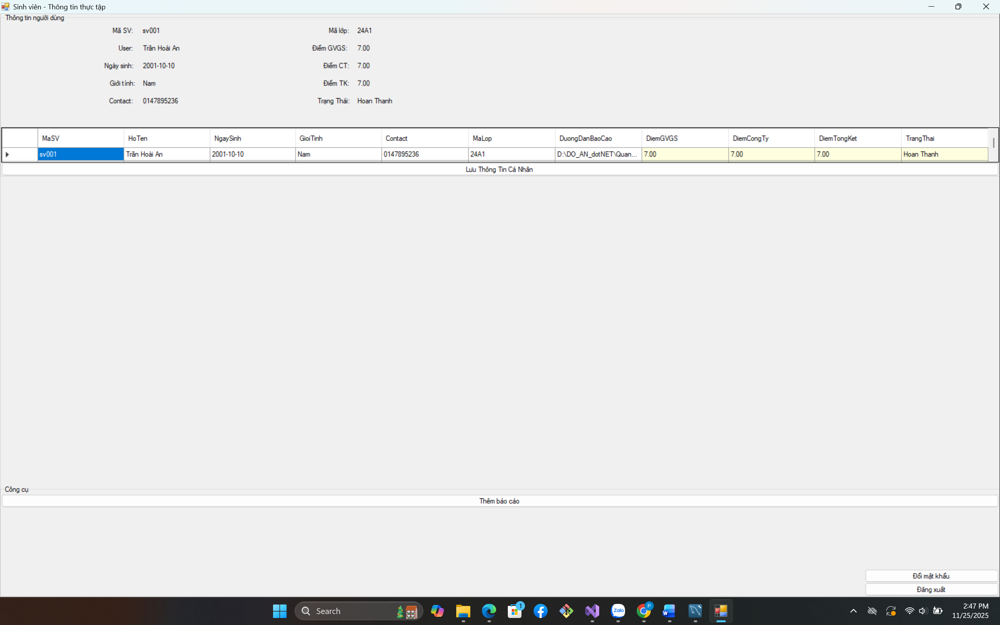 Sinh viên - Thông tin thực tập
Thông tin người dùng
Mã SV: sv001 Mã lớp: 24A1
User: Trần Hoài An Điểm GVGS: 7.00
Ngày sinh: 2001-10-10 Điểm CT: 7.00
Giới tính: Nam Điểm TK: 7.00
Contact: 0147895236 Trạng Thái: Hoan Thanh
MaSV HoTen NgaySinh GioiTinh Contact MaLop DuongDanBaoCao DiemGVGS DiemCongTy DiemTongKet TrangThai
sv001 Trần Hoài An 2001-10-10 Nam 0147895236 24A1 D:\DO_AN_dotNET\Quan... 7.00 7.00 7.00 Hoan Thanh
Lưu Thông Tin Cá Nhân
Công cụ
Thêm báo cáo
Đổi mật khẩu
Đăng xuất
Search 1 Zalo P W 2:47 PM
11/25/2025